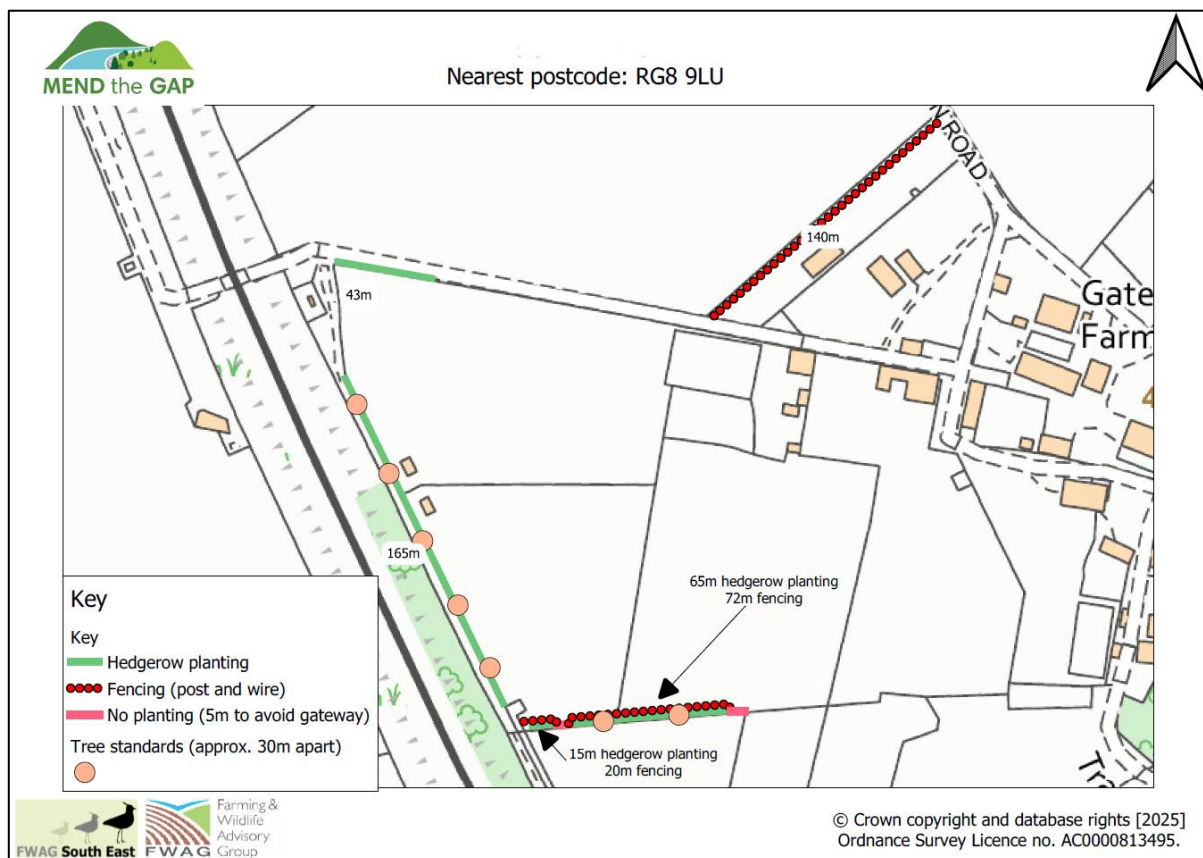 MEND the GAP
Nearest postcode: RG8 9LU
N ROAD
140m
43m
Gate
Farm
4
165m
65m hedgerow planting
72m fencing
15m hedgerow planting
20m fencing
Tra
Key
Key
Hedgerow planting
Fencing (post and wire)
No planting (5m to avoid gateway)
Tree standards (approx. 30m apart)
FWAG South East
FWAG
Farming &
Wildlife
Advisory
Group
© Crown copyright and database rights [2025]
Ordnance Survey Licence no. AC0000813495.